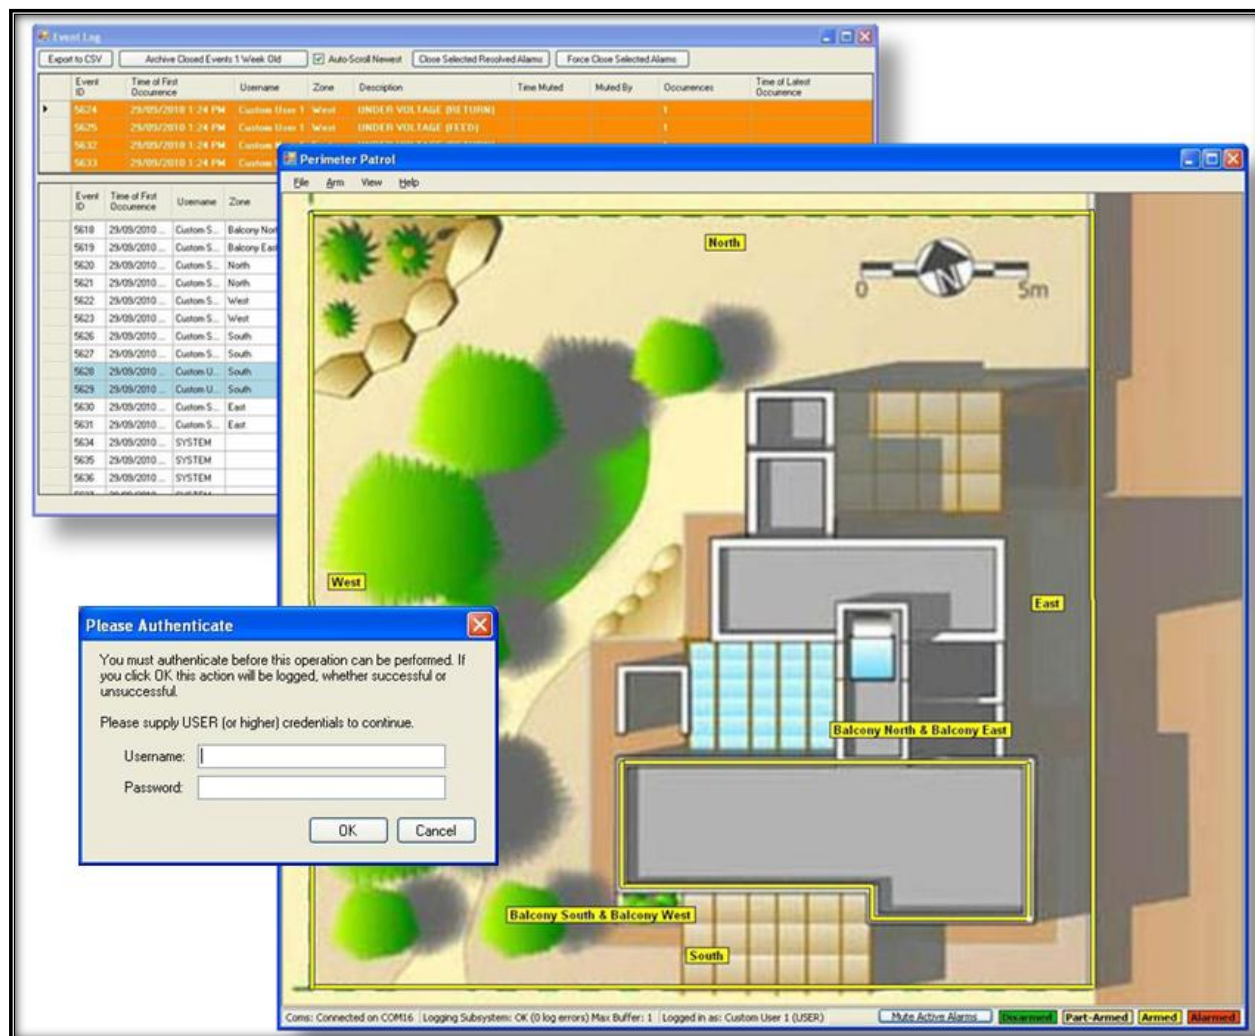 Event Log
Export to CSV Archive Closed Events 1 Week Old Auto-Scroll Newest Close Selected Resolved Alarms Force Close Selected Alarms
Event ID Time of First Occurrence Username Zone Description Time Muted Muted By Occurrences Time of Latest Occurrence
5624 29/09/2010 1:24 PM Custom User 1 West UNDER VOLTAGE (RETURN) 1
5625 29/09/2010 1:24 PM Custom User 1 West UNDER VOLTAGE (FEED) 1
5632 29/09/2010 1:24 PM
5633 29/09/2010 1:24 PM Custom
Event ID Time of First Occurrence Username Zone
5618 29/09/2010 ... Custom S... Balcony Nor
5619 29/09/2010 ... Custom S... Balcony Eas
5620 29/09/2010 ... Custom S... North
5621 29/09/2010 ... Custom S... North
5622 29/09/2010 ... Custom S... West
5623 29/09/2010 ... Custom S... West
5626 29/09/2010 ... Custom S... South
5627 29/09/2010 ... Custom S... South
5628 29/09/2010 ... Custom U... South
5629 29/09/2010 ... Custom U... South
5630 29/09/2010 ... Custom S... East
5631 29/09/2010 ... Custom S... East
5634 29/09/2010 ... SYSTEM
5635 29/09/2010 ... SYSTEM
5636 29/09/2010 ... SYSTEM
Perimeter Patrol
File Arm View Help
North
N
0 5m
West
East
Balcony North & Balcony East
Balcony South & Balcony West
South
Please Authenticate
You must authenticate before this operation can be performed. If
you click OK this action will be logged, whether successful or
unsuccessful.
Please supply USER (or higher) credentials to continue.
Username:
Password:
OK Cancel
Coms: Connected on COM16 Logging Subsystem: OK (0 log errors) Max Buffer: 1 Logged in as: Custom User 1 (USER) Mute Active Alarms Disarmed Part-Armed Armed Alarmed